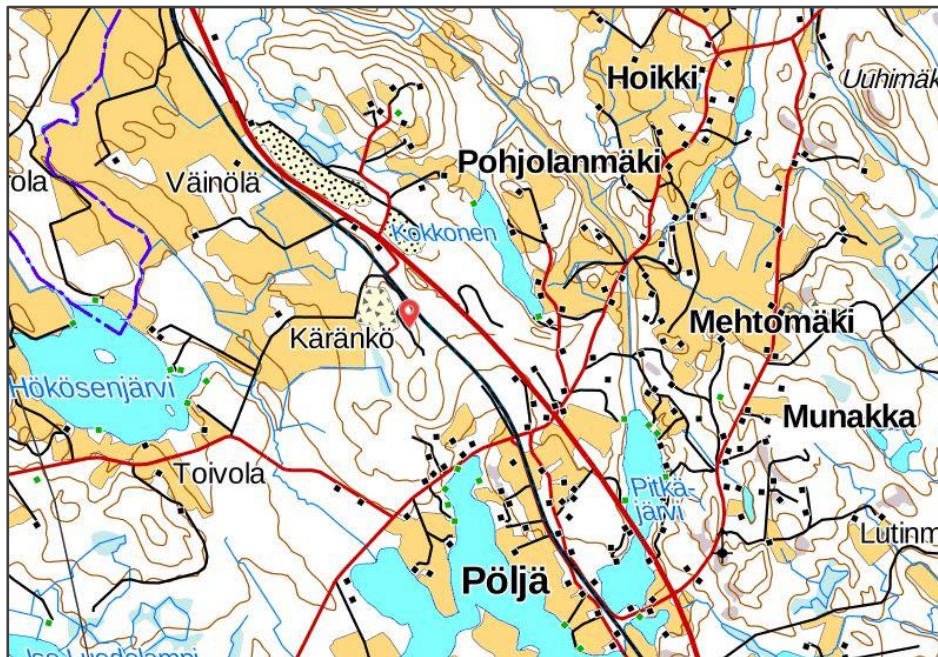 Hoikki
Uuhimäk
Pohjolanmäki
ola
Väinölä
Kokkonen
Mehtomäki
Käränkö
Hökösenjärvi
Munakka
Toivola
Pitkä-
järvi
Lutinm
Pöljä